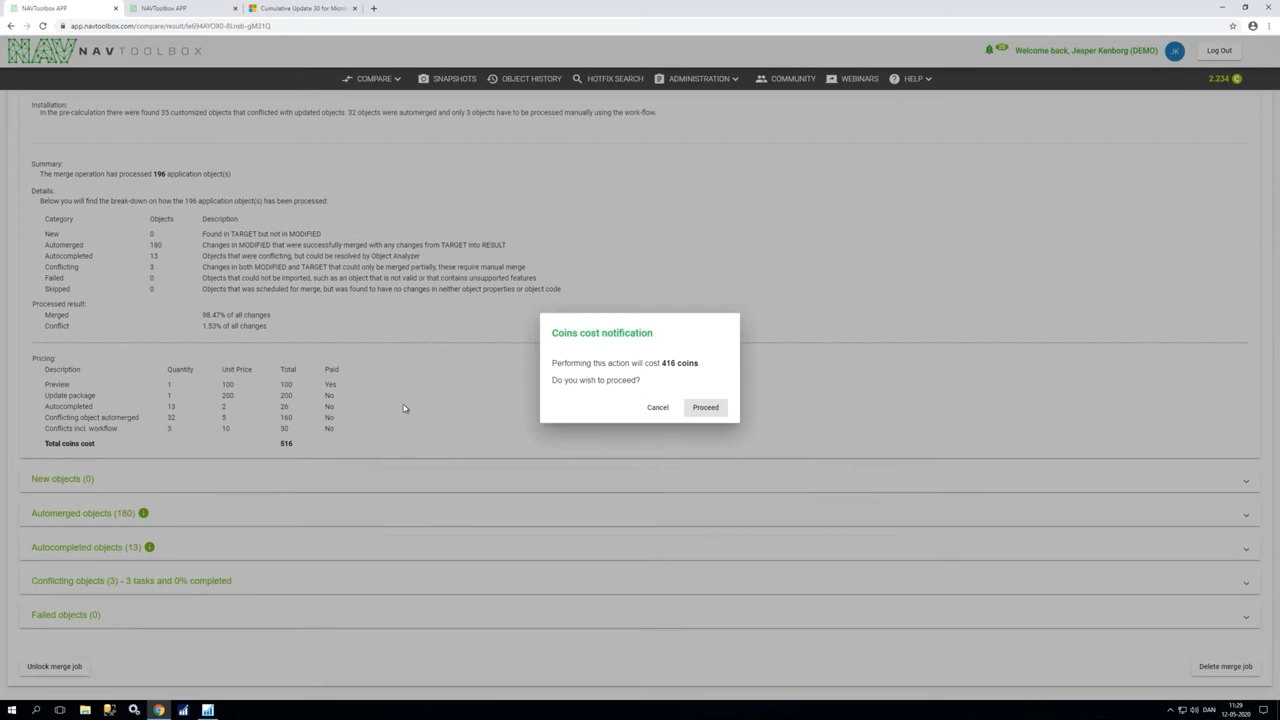 NAVToolbox APP
NAVToolbox APP
Cumulative Update 30 for Micro
app.navtoolbox.com/compare/result/
NAV NAVTOOLBOX
20 Welcome back, Jesper Kenborg (DEMO) JK Log Out
COMPARE SNAPSHOTS OBJECT HISTORY HOTFIX SEARCH ADMINISTRATION COMMUNITY WEBINARS HELP 2.234 C
Installation:
In the pre-calculation there were found 35 customized objects that conflicted with updated objects. 32 objects were automerged and only 3 objects have to be processed manually using the work-flow.
Summary:
The merge operation has processed 196 application object(s)
Details:
Below you will find the break-down on how the 196 application object(s) has been processed:
Category Objects Description
New 0 Found in TARGET but not in MODIFIED
Automerged 180 Changes in MODIFIED that were successfully merged with any changes from TARGET into RESULT
Autocompleted 13 Objects that were conflicting, but could be resolved by Object Analyzer
Conflicting 3 Changes in both MODIFIED and TARGET that could only be merged partially, these require manual merge
Failed 0 Objects that could not be imported, such as an object that is not valid or that contains unsupported features
Skipped 0 Objects that was scheduled for merge, but was found to have no changes in neither object properties or object code
Processed result:
Merged 98.47% of all changes
Conflict 1.53% of all changes
Pricing:
Description Quantity Unit Price Total Paid
Preview 1 100 100 Yes
Update package 1 200 200 No
Autocompleted 13 2 26 No
Conflicting object automerged 32 5 160 No
Conflicts incl. workflow 3 10 30 No
Total coins cost 516
Coins cost notification
Performing this action will cost 416 coins.
Do you wish to proceed?
Cancel Proceed
New objects (0)
Automerged objects (180)
Autocompleted objects (13)
Conflicting objects (3) - 3 tasks and 0% completed
Failed objects (0)
Unlock merge job Delete merge job
DAN 11:29
12-05-2020